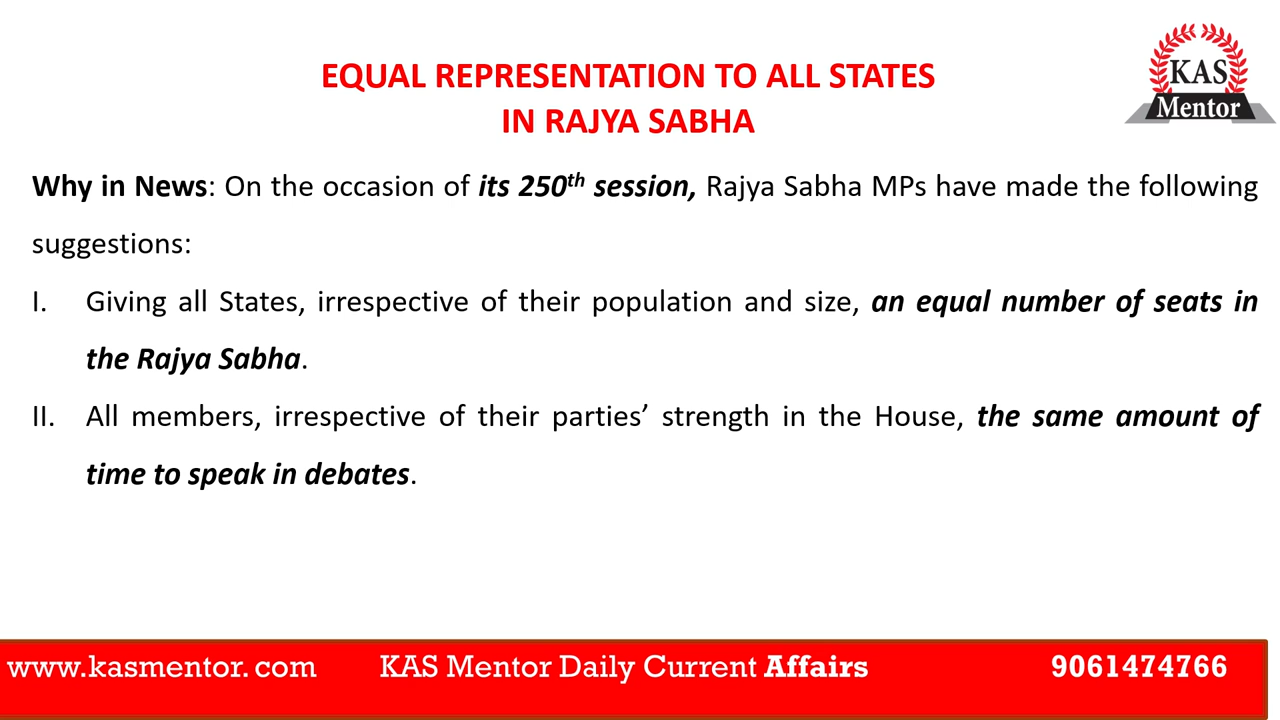 EQUAL REPRESENTATION TO ALL STATES
IN RAJYA SABHA
KAS
Mentor
Why in News: On the occasion of its 250th session, Rajya Sabha MPs have made the following
suggestions:
I. Giving all States, irrespective of their population and size, an equal number of seats in
the Rajya Sabha.
II. All members, irrespective of their parties’ strength in the House, the same amount of
time to speak in debates.
www.kasmentor. com KAS Mentor Daily Current Affairs 9061474766